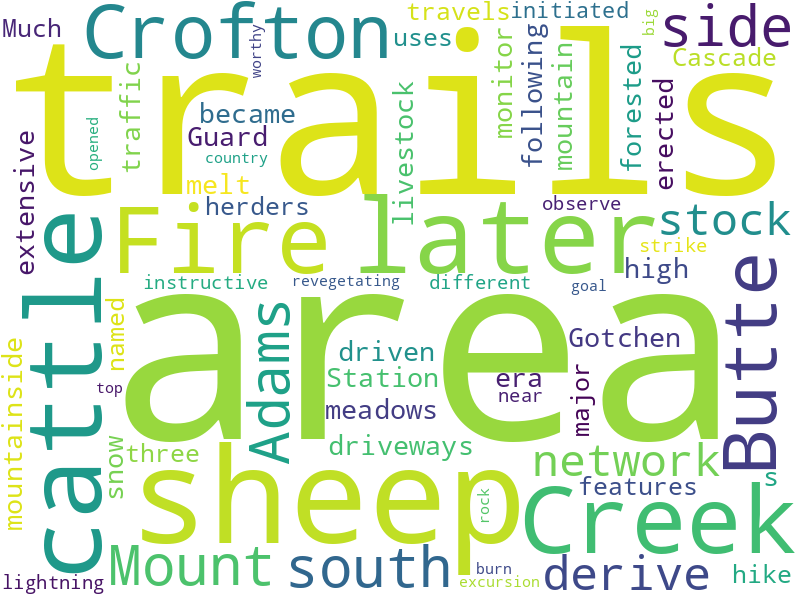 Much
Crofton
travels
initiated
big
side
trails
uses
worthy
Cascade
traffic
opened
became
Guard
country
melt
herders
livestock
monitor
following
mountain
forested
erected
extensive
cattle
Fire
later
observe
stock
strike
high
instructive
revegetating
different
goal
area
named
mountainside
Adams
driven
Station
meadows
era
near
Gotchen
major
Butte
top
snow
three
driveways
network
features
s
sheep
rock
Creek
Mount
south
burn
excursion
derive
hike
lightning